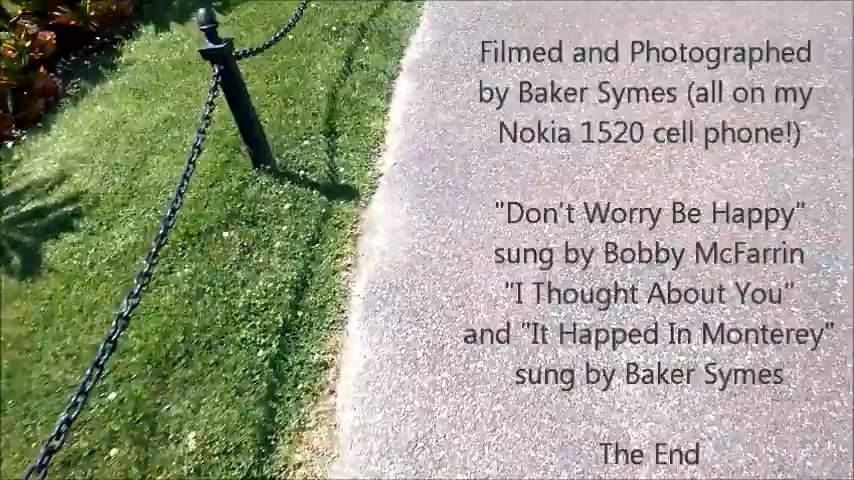 Filmed and Photographed
by Baker Symes (all on my
Nokia 1520 cell phone!)
"Don't Worry Be Happy"
sung by Bobby McFarrin
"I Thought About You"
and "It Happed In Monterey"
sung by Baker Symes
The End